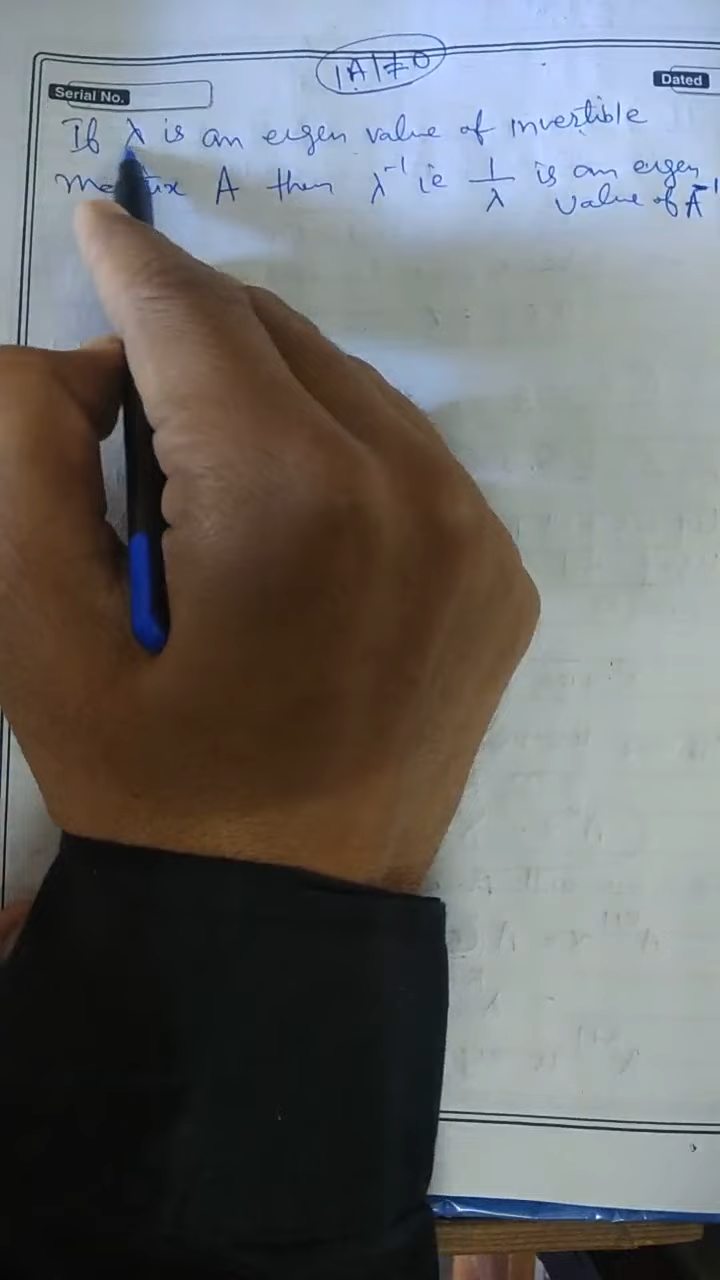 |A|≠0
Serial No.
Dated
If λ is an eigen value of invertible
A then λ⁻¹ ie 1/λ is an eigen
value of A⁻¹